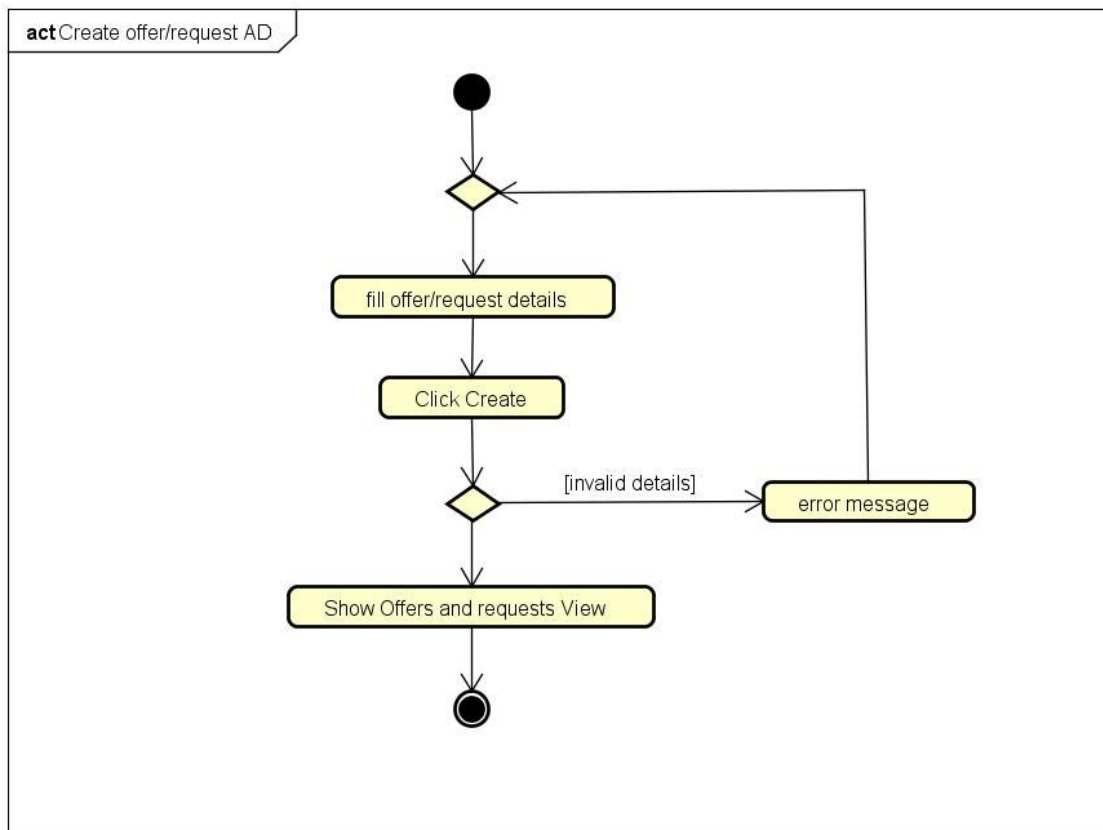 act Create offer/request AD
fill offer/request details
Click Create
[invalid details]
error message
Show Offers and requests View